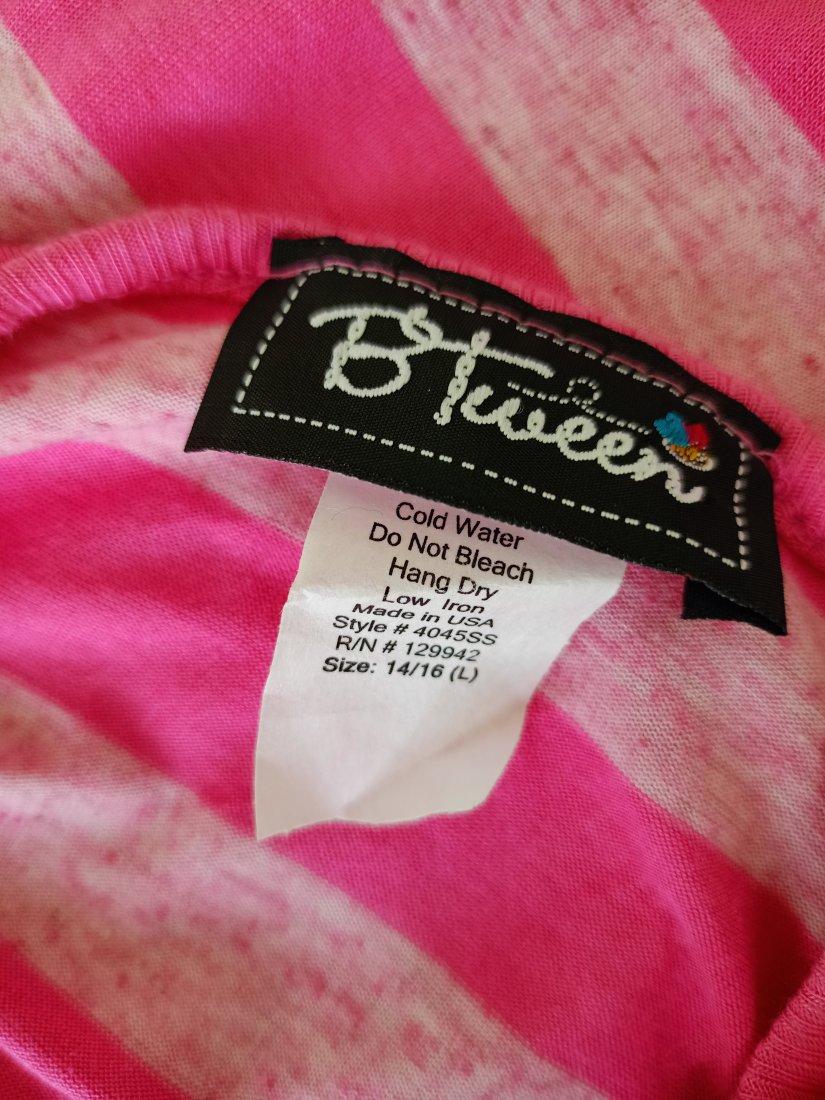 BTween
Cold Water
Do Not Bleach
Hang Dry
Low Iron
Made in USA
Style # 4045SS
R/N # 129942
Size: 14/16 (L)